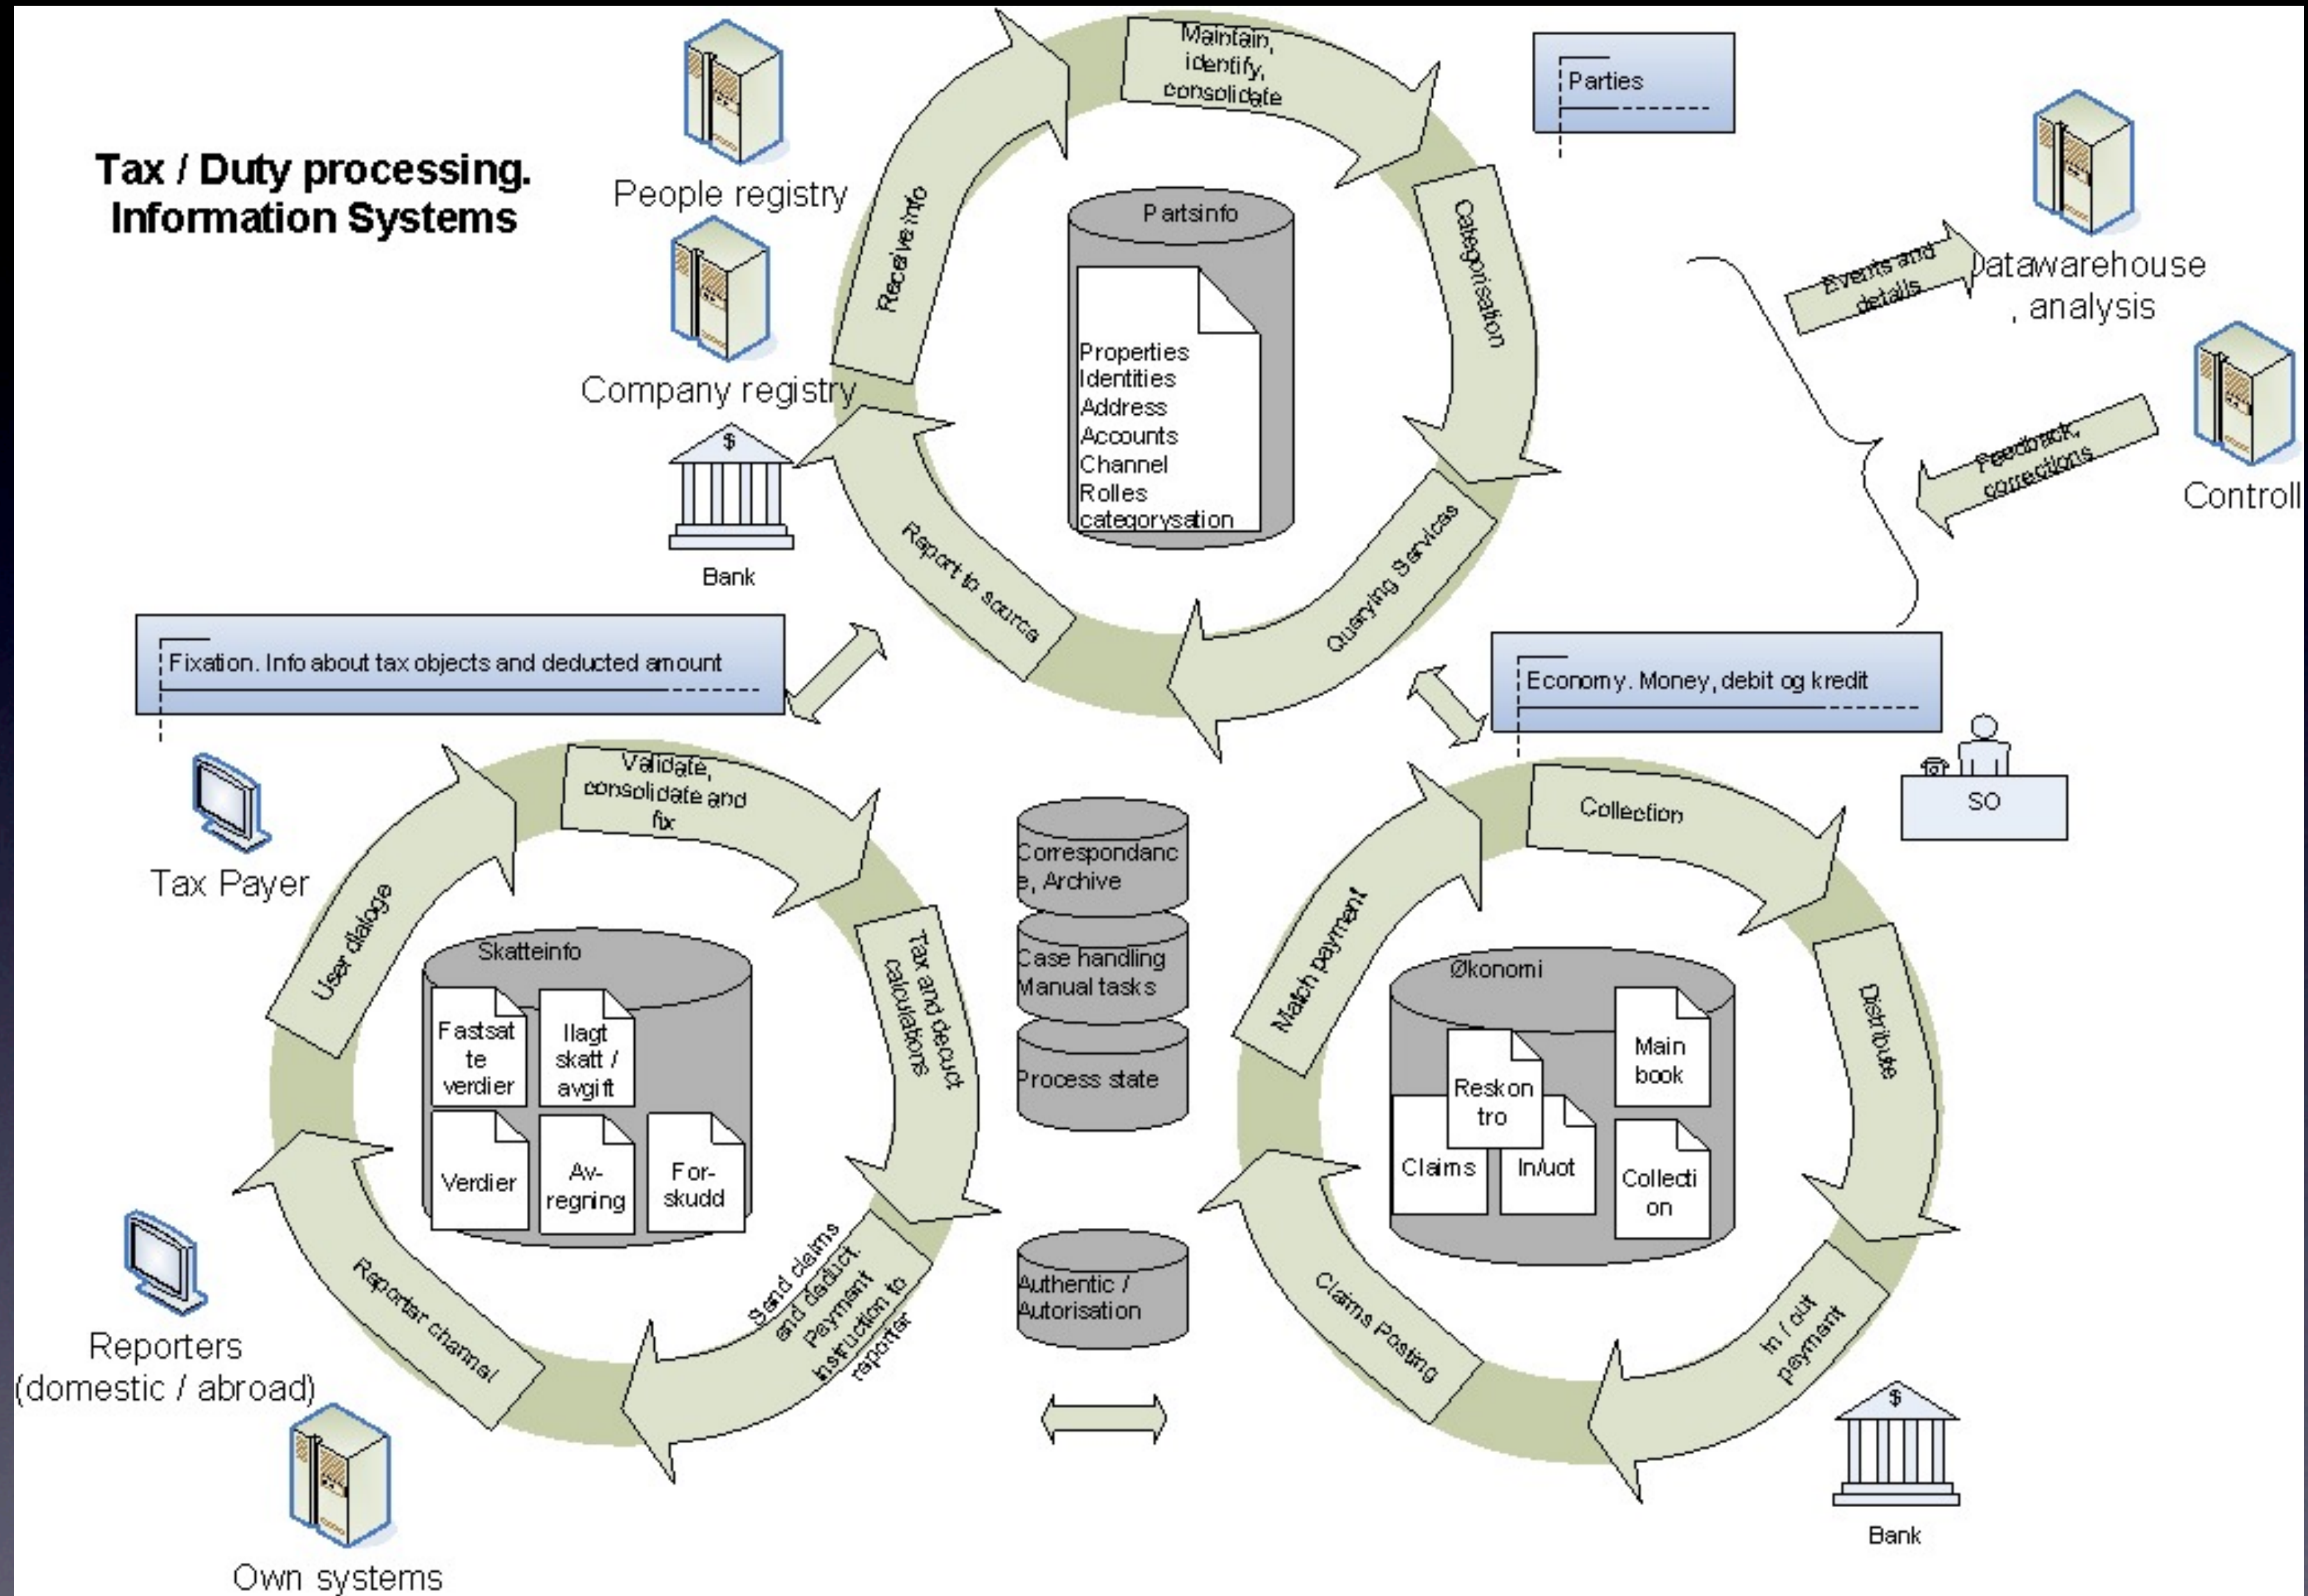 Tax / Duty processing.
Information Systems
People registry
Company registry
$
Bank
Receive info
Maintain,
identify,
consolidate
Categorisation
Querying Services
Report to source
Partsinfo
Properties
Identities
Address
Accounts
Channel
Rolles
categorysation
Parties
Events and
details
Datawarehouse
, analysis
Feedback,
corrections
Controll
Fixation. Info about tax objects and deducted amount
Economy. Money, debit og kredit
SO
Tax Payer
User dialoge
Validate,
consolidate and
fix
Tax and decuct
calculations
Send claims
and deduct.
Payment
instruction to
reporter
Reporter channel
Skatteinfo
Fastsat
te
verdier
Ilagt
skatt /
avgift
Verdier
Av-
regning
For-
skudd
Reporters
(domestic / abroad)
Own systems
Correspondanc
e, Archive
Case handling
Manual tasks
Process state
Authentic /
Autorisation
Match payment
Collection
Distribute
In / out
payment
Claims Posting
Økonomi
Main
book
Reskon
tro
Claims
In/uot
Collecti
on
$
Bank